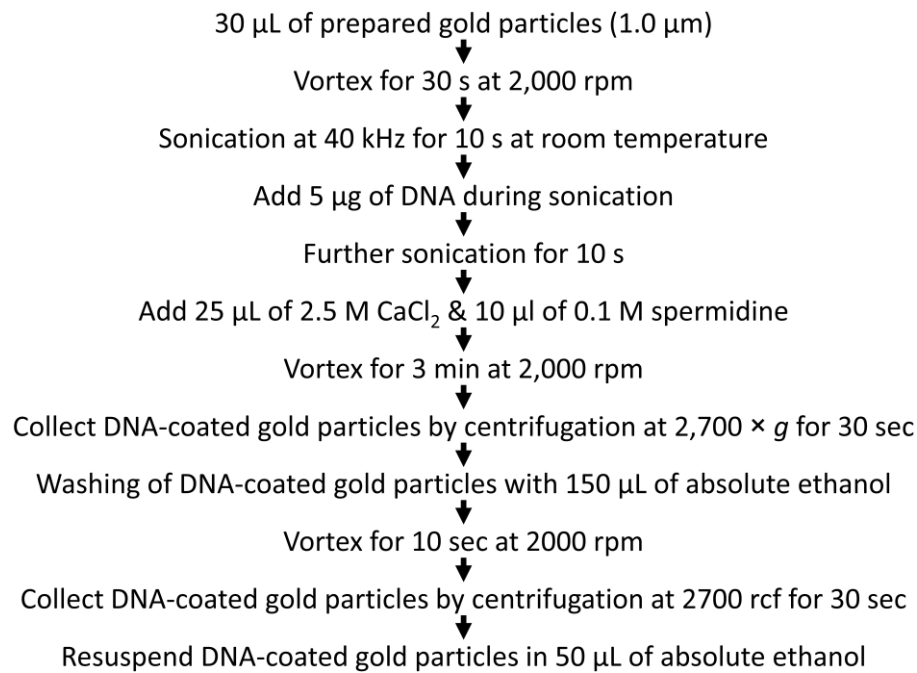 30 µL of prepared gold particles (1.0 µm)
Vortex for 30 s at 2,000 rpm
Sonication at 40 kHz for 10 s at room temperature
Add 5 µg of DNA during sonication
Further sonication for 10 s
Add 25 µL of 2.5 M CaCl₂ & 10 µl of 0.1 M spermidine
Vortex for 3 min at 2,000 rpm
Collect DNA-coated gold particles by centrifugation at 2,700 × g for 30 sec
Washing of DNA-coated gold particles with 150 µL of absolute ethanol
Vortex for 10 sec at 2000 rpm
Collect DNA-coated gold particles by centrifugation at 2700 rcf for 30 sec
Resuspend DNA-coated gold particles in 50 µL of absolute ethanol